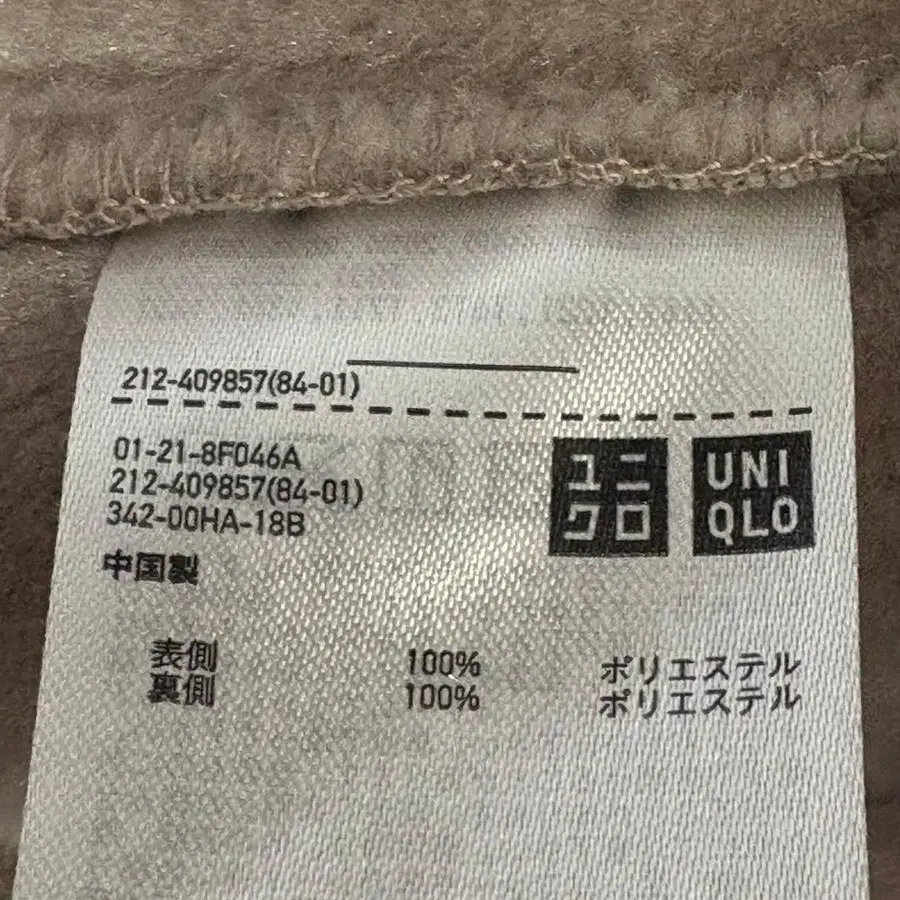 212-409857(84-01)
01-21-8F046A
212-409857(84-01)
342-00HA-18B
中国製
ユニ
クロ
UNI
QLO
表側 100% ポリエステル
裏側 100% ポリエステル